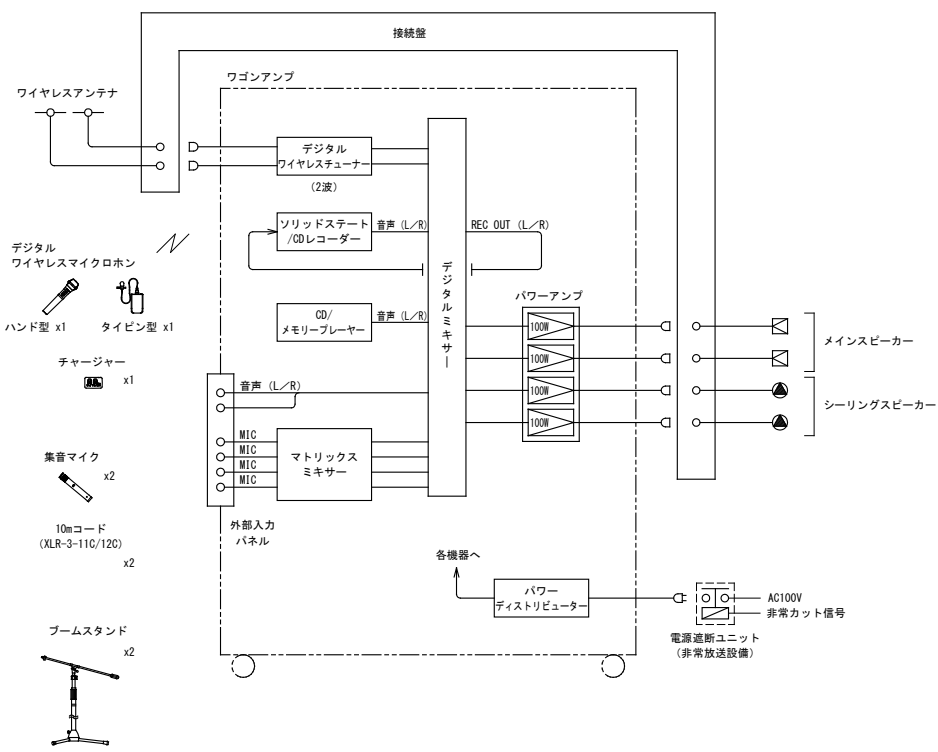 接続盤
ワゴンアンプ
ワイヤレスアンテナ
デジタル
ワイヤレスチューナー
(2波)
ソリッドステート
/CDレコーダー
音声 (L/R)
REC OUT (L/R)
デジタル
ワイヤレスマイクロホン
ハンド型 x1
タイピン型 x1
CD/
メモリープレーヤー
音声 (L/R)
デジタルミキサー
パワーアンプ
100W
100W
100W
100W
メインスピーカー
シーリングスピーカー
チャージャー
x1
音声 (L/R)
MIC
MIC
MIC
MIC
マトリックス
ミキサー
集音マイク
x2
外部入力
パネル
10mコード
(XLR-3-11C/12C)
x2
各機器へ
パワー
ディストリビューター
AC100V
非常カット信号
電源遮断ユニット
(非常放送設備)
ブームスタンド
x2